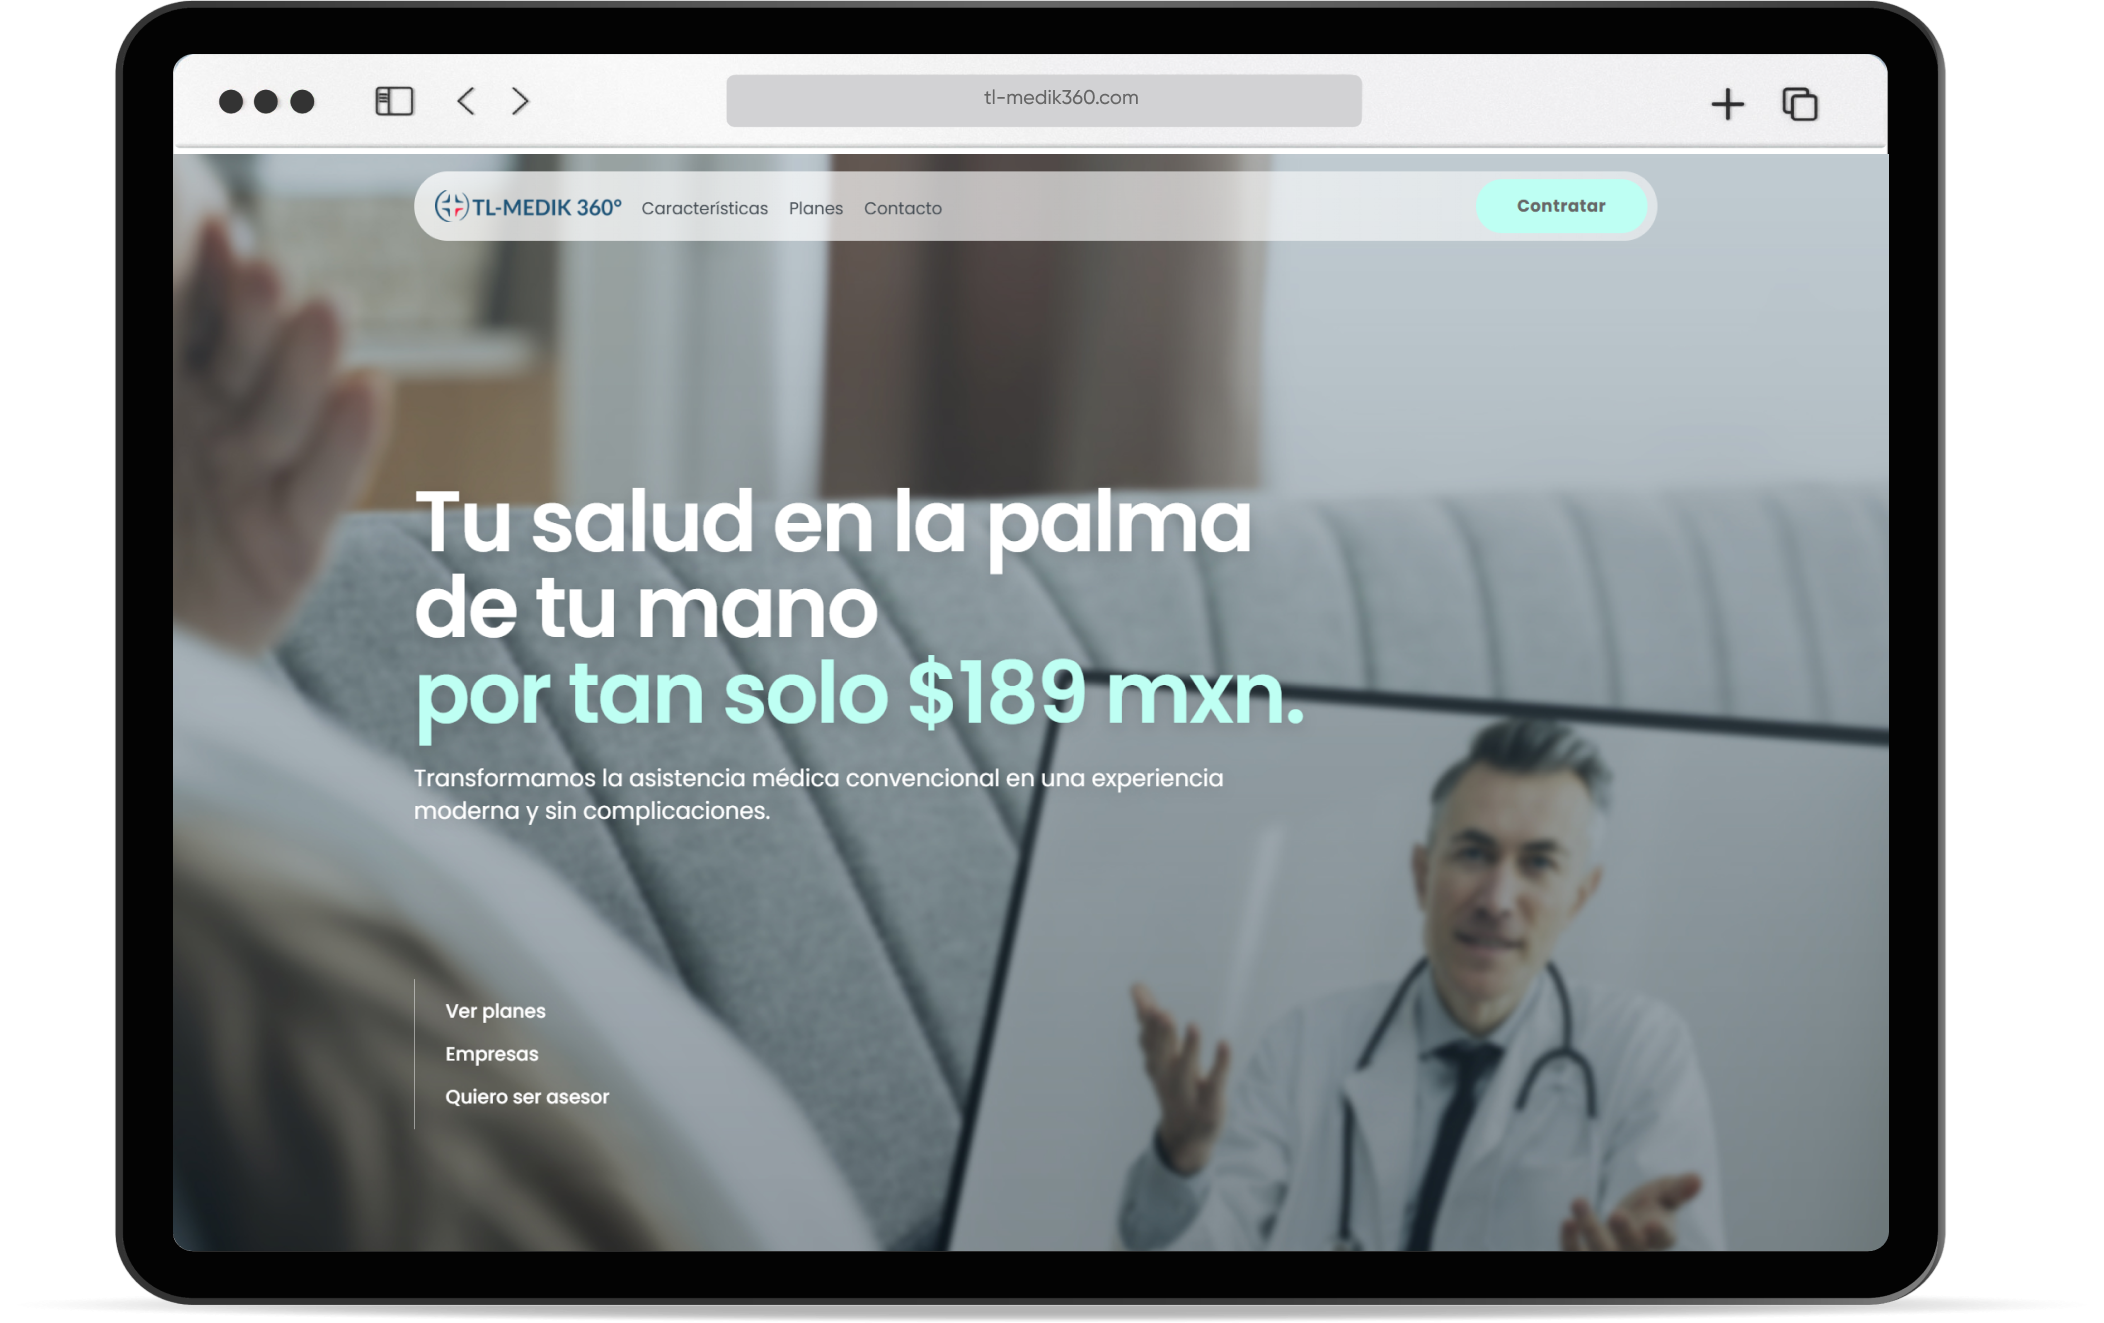 tl-medik360.com
TL-MEDIK 360° Características Planes Contacto Contratar
Tu salud en la palma
de tu mano
por tan solo $189 mxn.
Transformamos la asistencia médica convencional en una experiencia
moderna y sin complicaciones.
Ver planes
Empresas
Quiero ser asesor